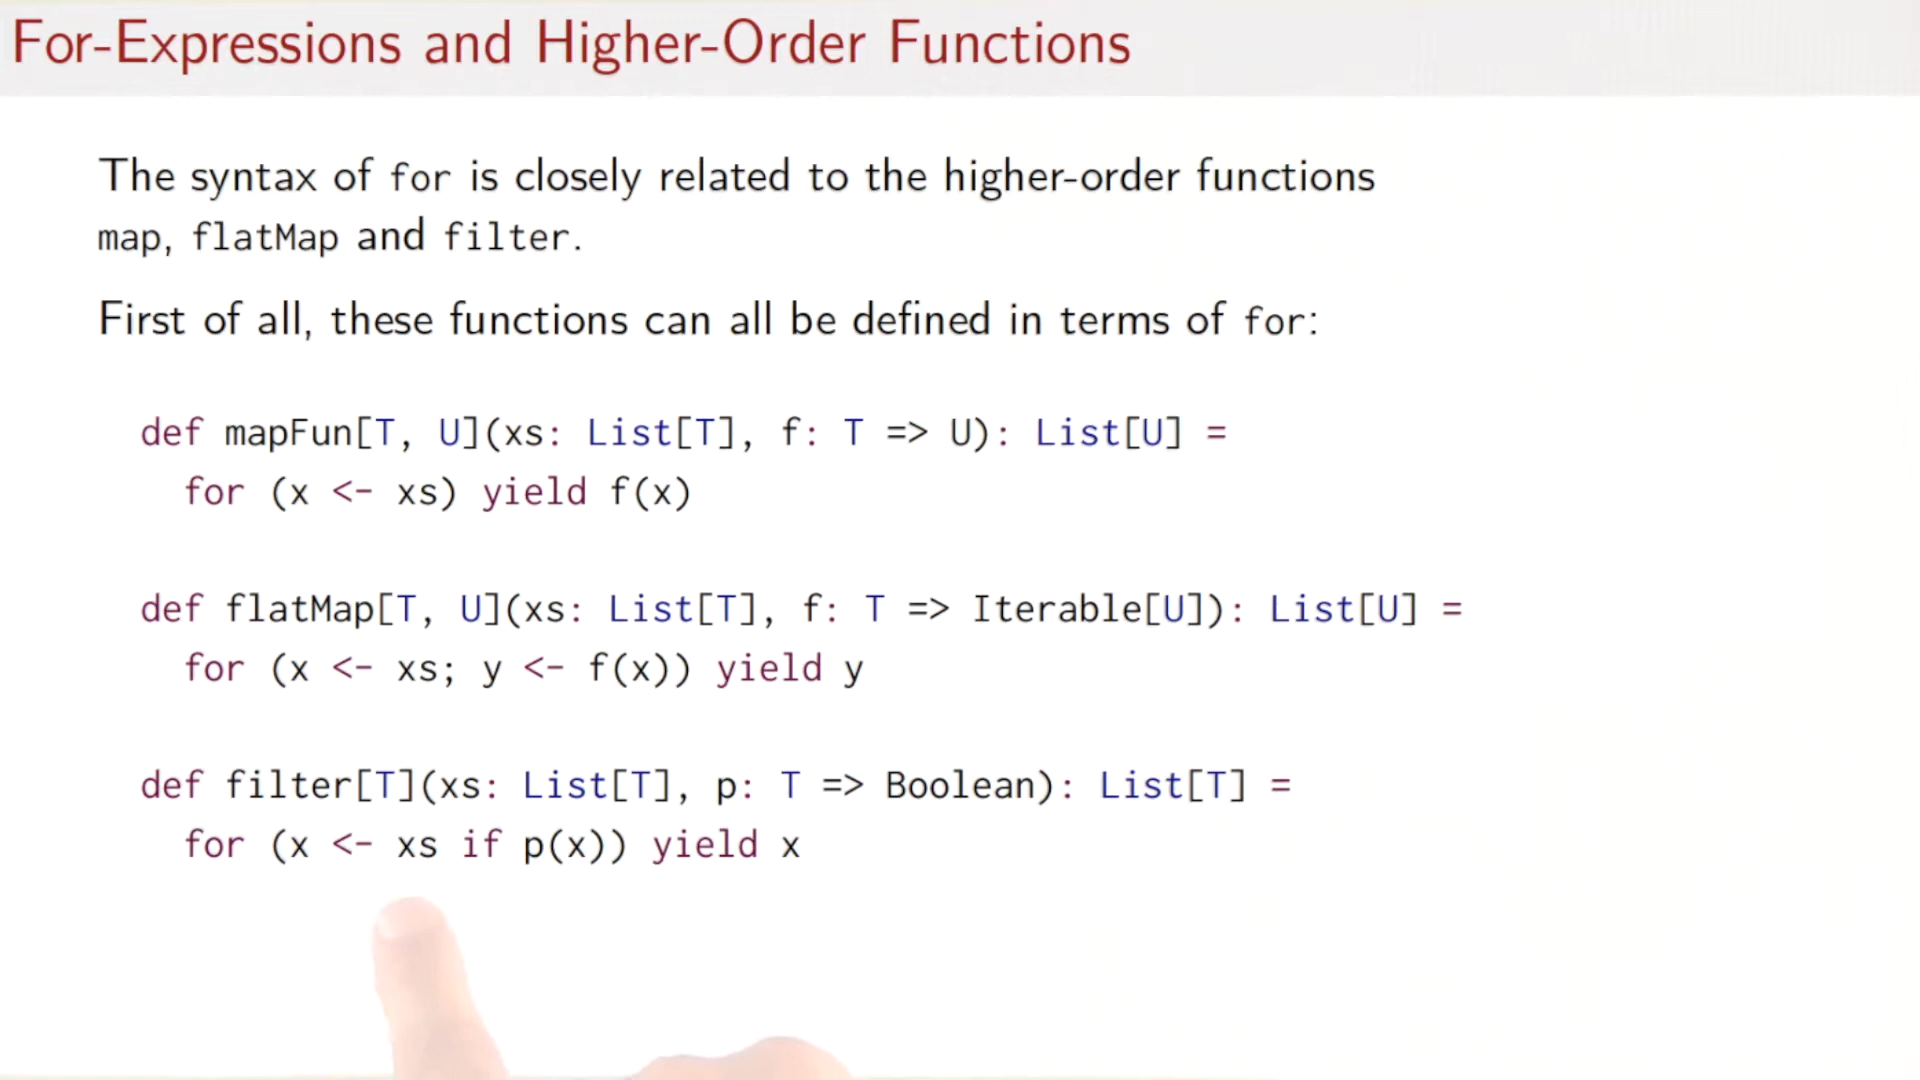 For-Expressions and Higher-Order Functions
The syntax of for is closely related to the higher-order functions
map, flatMap and filter.
First of all, these functions can all be defined in terms of for:
def mapFun[T, U](xs: List[T], f: T => U): List[U] =
for (x <- xs) yield f(x)
def flatMap[T, U](xs: List[T], f: T => Iterable[U]): List[U] =
for (x <- xs; y <- f(x)) yield y
def filter[T](xs: List[T], p: T => Boolean): List[T] =
for (x <- xs if p(x)) yield x